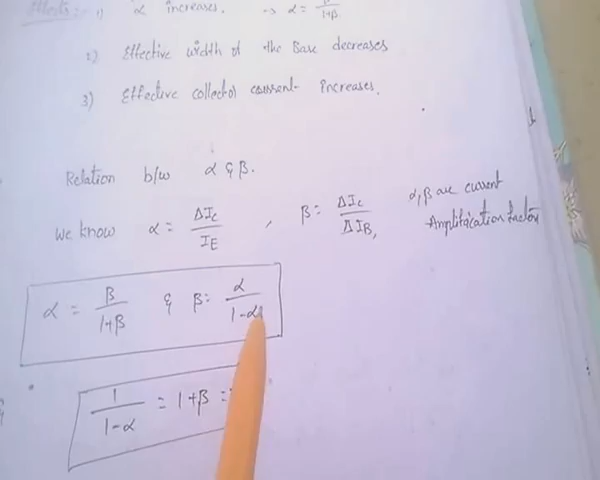 Effects:- 1) α increases. → α = β/1+β
2) Effective width of the Base decreases
3) Effective collector current increases.
Relation b/w α & β.
We know α = ΔIc/IE , β = ΔIc/ΔIB, α, β are current
Amplification factors
α = β/1+β & β = α/1-α
1/1-α = 1+β =